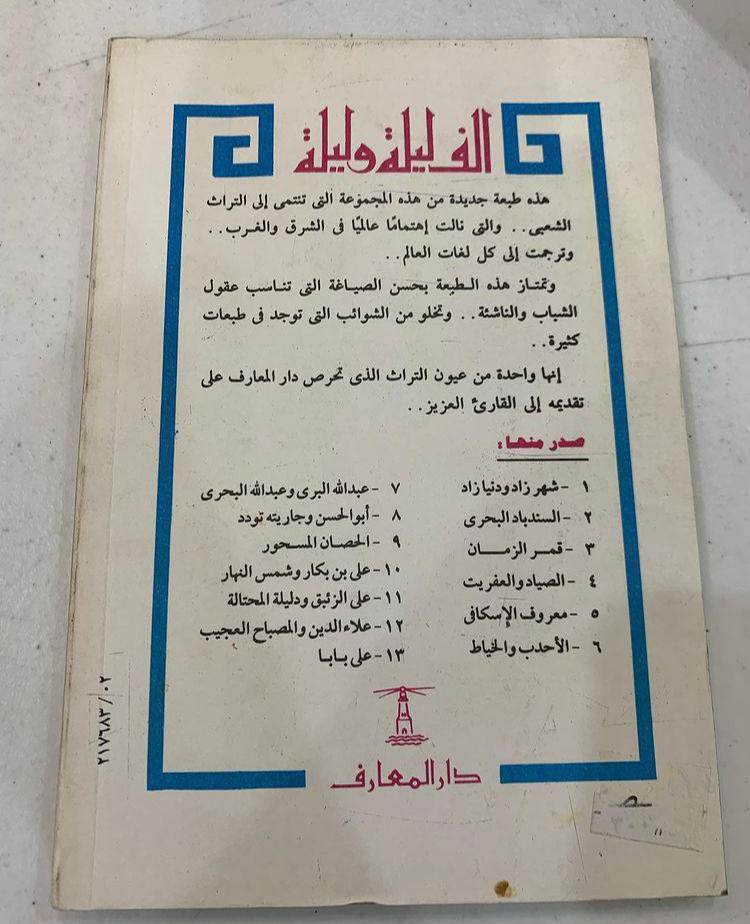 الف ليلة وليلة
هذه طبعة جديدة من هذه المجموعة التى تنتمى إلى التراث
الشعبى . . والتى نالت إهتمامًا عالميًا فى الشرق والغرب . .
وترجمت إلى كل لغات العالم . .
وتمتاز هذه الطبعة بحسن الصياغة التى تناسب عقول
الشباب والناشئة . . وتخلو من الشوائب التى توجد فى طبعات
كثيرة . .
إنها واحدة من عيون التراث الذى تحرص دار المعارف على
تقديمه إلى القارئ العزيز . .
صدر منها :
١ - شهر زاد ودنيا زاد
٢ - السندباد البحرى
٣ - قمر الزمان
٤ - الصياد والعفريت
٥ - معروف الإسكافى
٦ - الأحدب والخياط
٧ - عبدالله البرى وعبدالله البحرى
٨ - أبو الحسن وجاريته تودد
٩ - الحصان المسحور
١٠ - على بن بكار وشمس النهار
١١ - على الزئبق ودليلة المحتالة
١٢ - علاء الدين والمصباح العجيب
١٣ - على بابا
دار المعارف
٢١٧٦٨٣/٠٢